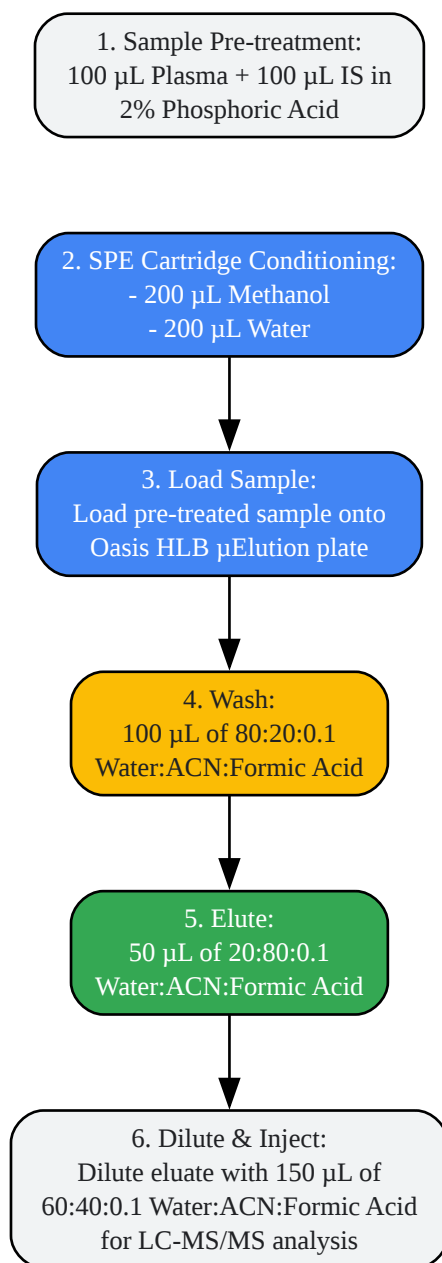 1. Sample Pre-treatment:
100 µL Plasma + 100 µL IS in
2% Phosphoric Acid
2. SPE Cartridge Conditioning:
- 200 µL Methanol
- 200 µL Water
3. Load Sample:
Load pre-treated sample onto
Oasis HLB µElution plate
4. Wash:
100 µL of 80:20:0.1
Water:ACN:Formic Acid
5. Elute:
50 µL of 20:80:0.1
Water:ACN:Formic Acid
6. Dilute & Inject:
Dilute eluate with 150 µL of
60:40:0.1 Water:ACN:Formic Acid
for LC-MS/MS analysis